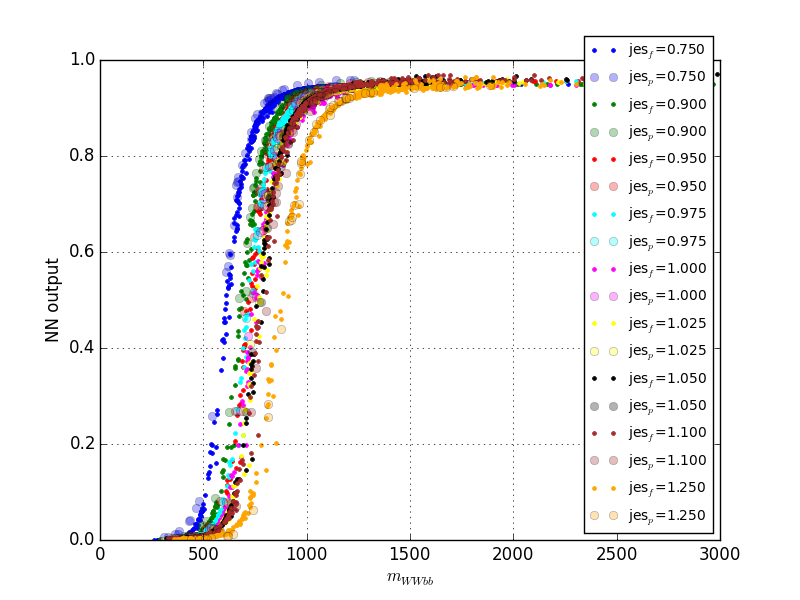 1.0
0.8
0.6
0.4
0.2
0.0
NN output
0 500 1000 1500 2000 2500 3000
m_WWbb
jes_f=0.750
jes_p=0.750
jes_f=0.900
jes_p=0.900
jes_f=0.950
jes_p=0.950
jes_f=0.975
jes_p=0.975
jes_f=1.000
jes_p=1.000
jes_f=1.025
jes_p=1.025
jes_f=1.050
jes_p=1.050
jes_f=1.100
jes_p=1.100
jes_f=1.250
jes_p=1.250